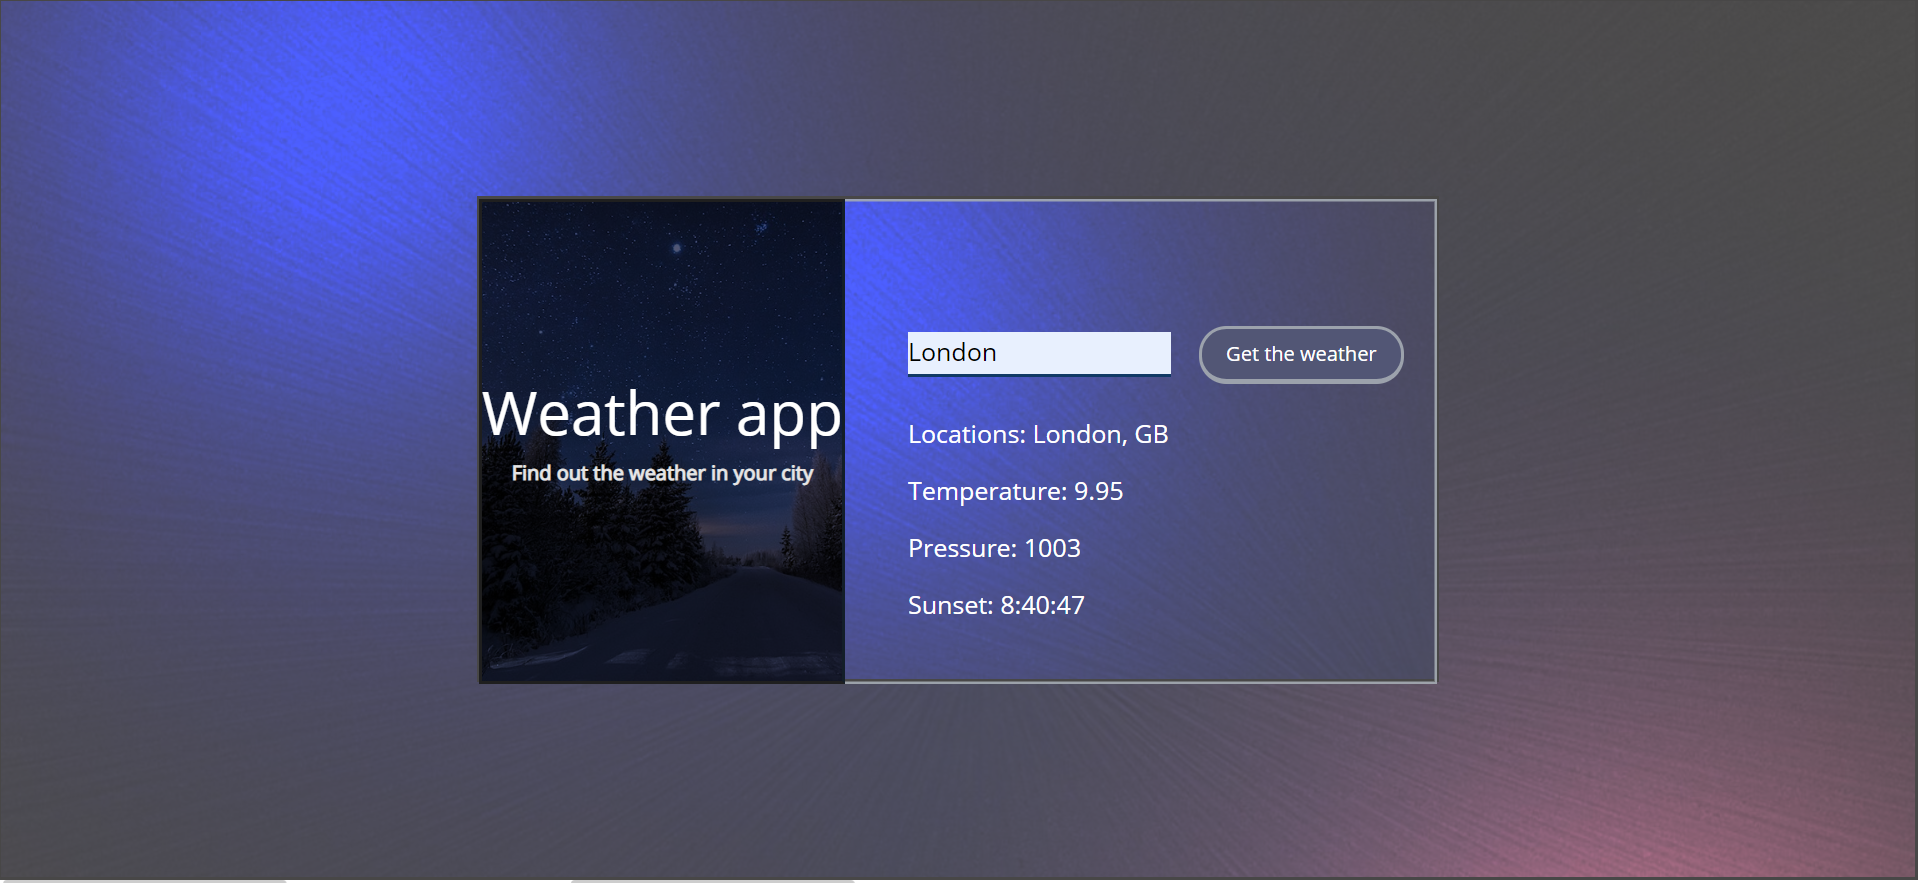 Weather app
Find out the weather in your city
London
Get the weather
Locations: London, GB
Temperature: 9.95
Pressure: 1003
Sunset: 8:40:47